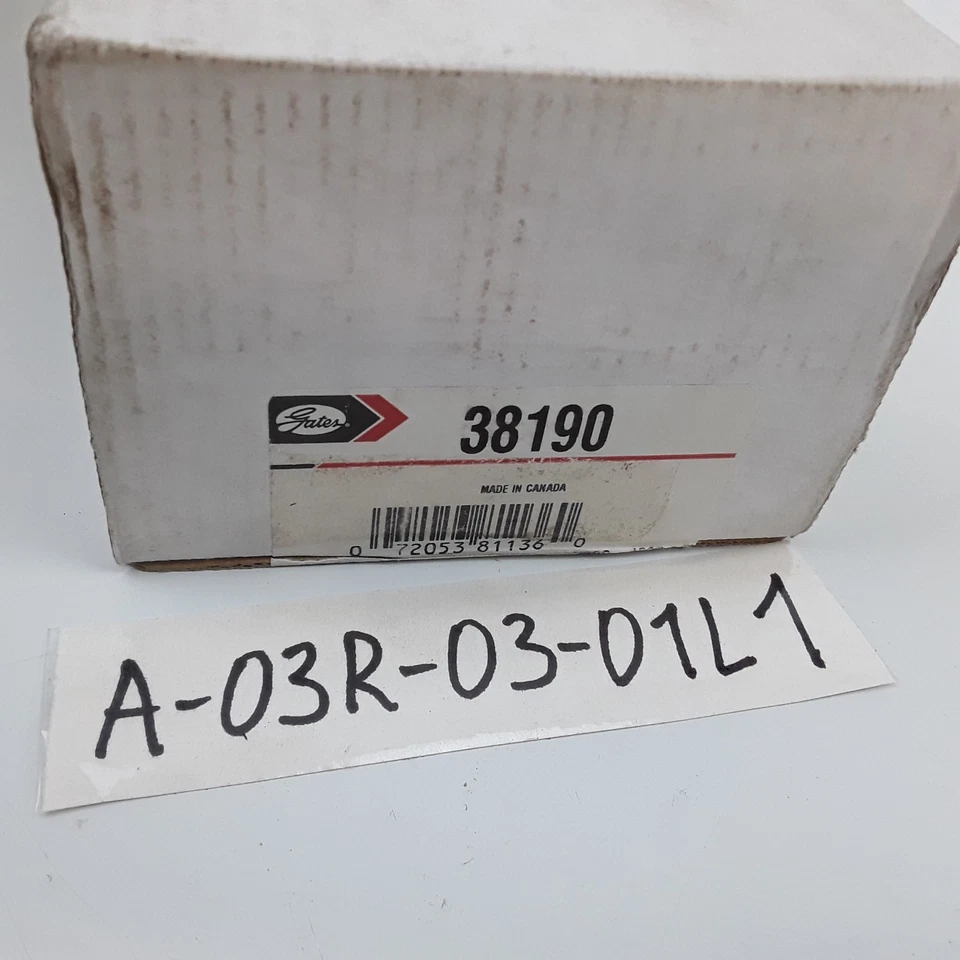 Gates 38190
MADE IN CANADA
0 72053 81136 0
A-03R-03-01L1